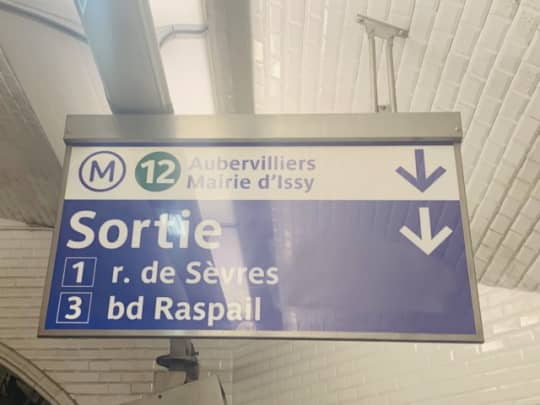 M 12 Aubervilliers
Mairie d'Issy
Sortie
1 r. de Sèvres
3 bd Raspail